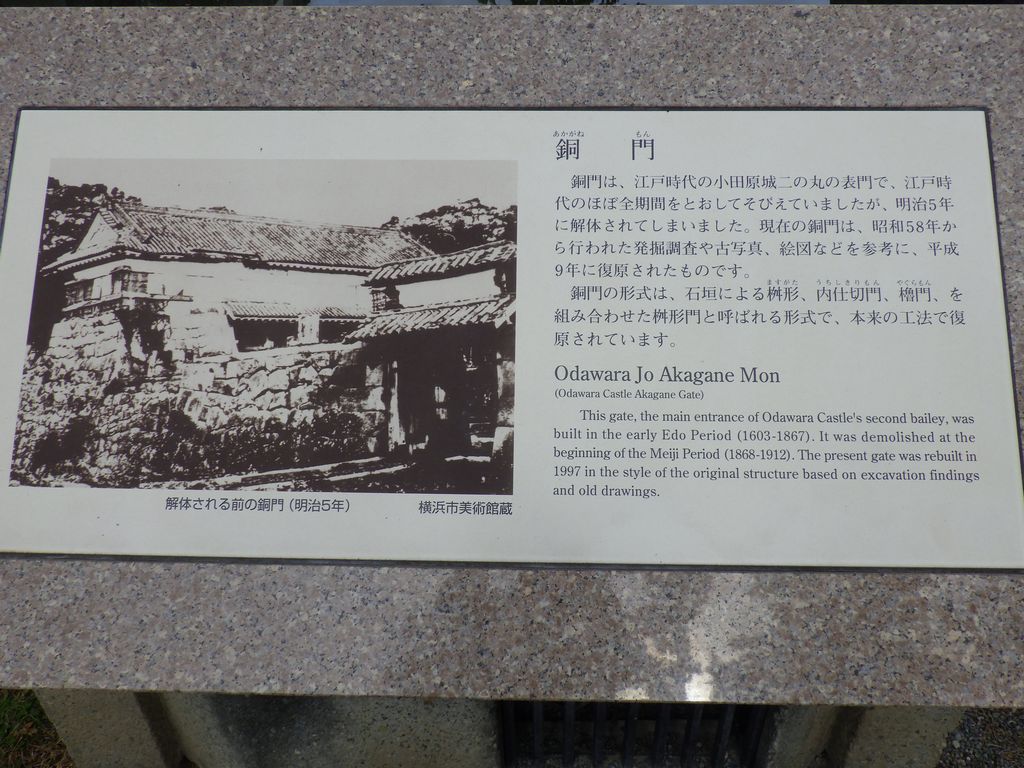 あかがね もん
銅 門
銅門は、江戸時代の小田原城二の丸の表門で、江戸時
代のほぼ全期間をとおしてそびえていましたが、明治5年
に解体されてしまいました。現在の銅門は、昭和58年か
ら行われた発掘調査や古写真、絵図などを参考に、平成
9年に復原されたものです。
ますがた うちしきりもん やぐらもん
銅門の形式は、石垣による桝形、内仕切門、櫓門、を
組み合わせた桝形門と呼ばれる形式で、本来の工法で復
原されています。
Odawara Jo Akagane Mon
(Odawara Castle Akagane Gate)
This gate, the main entrance of Odawara Castle's second bailey, was
built in the early Edo Period (1603-1867). It was demolished at the
beginning of the Meiji Period (1868-1912). The present gate was rebuilt in
1997 in the style of the original structure based on excavation findings
and old drawings.
解体される前の銅門(明治5年) 横浜市美術館蔵